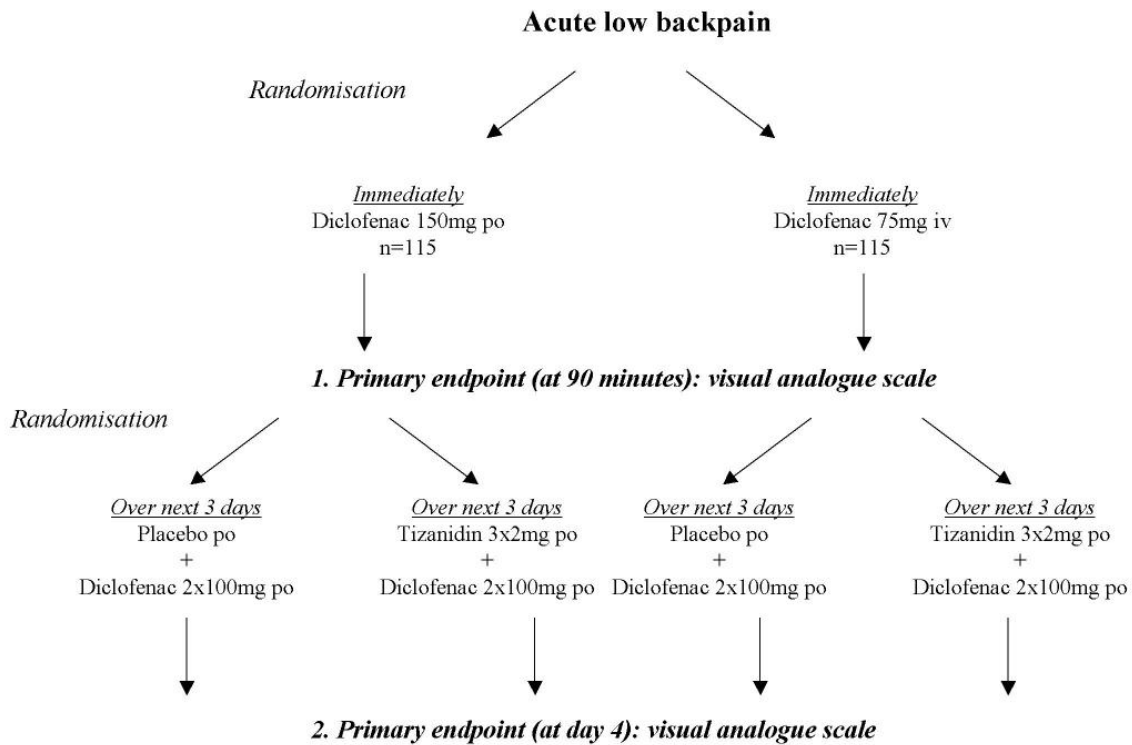 Acute low backpain
Randomisation
Immediately
Diclofenac 150mg po
n=115
Immediately
Diclofenac 75mg iv
n=115
1. Primary endpoint (at 90 minutes): visual analogue scale
Randomisation
Over next 3 days
Placebo po
+
Diclofenac 2x100mg po
Over next 3 days
Tizanidin 3x2mg po
+
Diclofenac 2x100mg po
Over next 3 days
Placebo po
+
Diclofenac 2x100mg po
Over next 3 days
Tizanidin 3x2mg po
+
Diclofenac 2x100mg po
2. Primary endpoint (at day 4): visual analogue scale